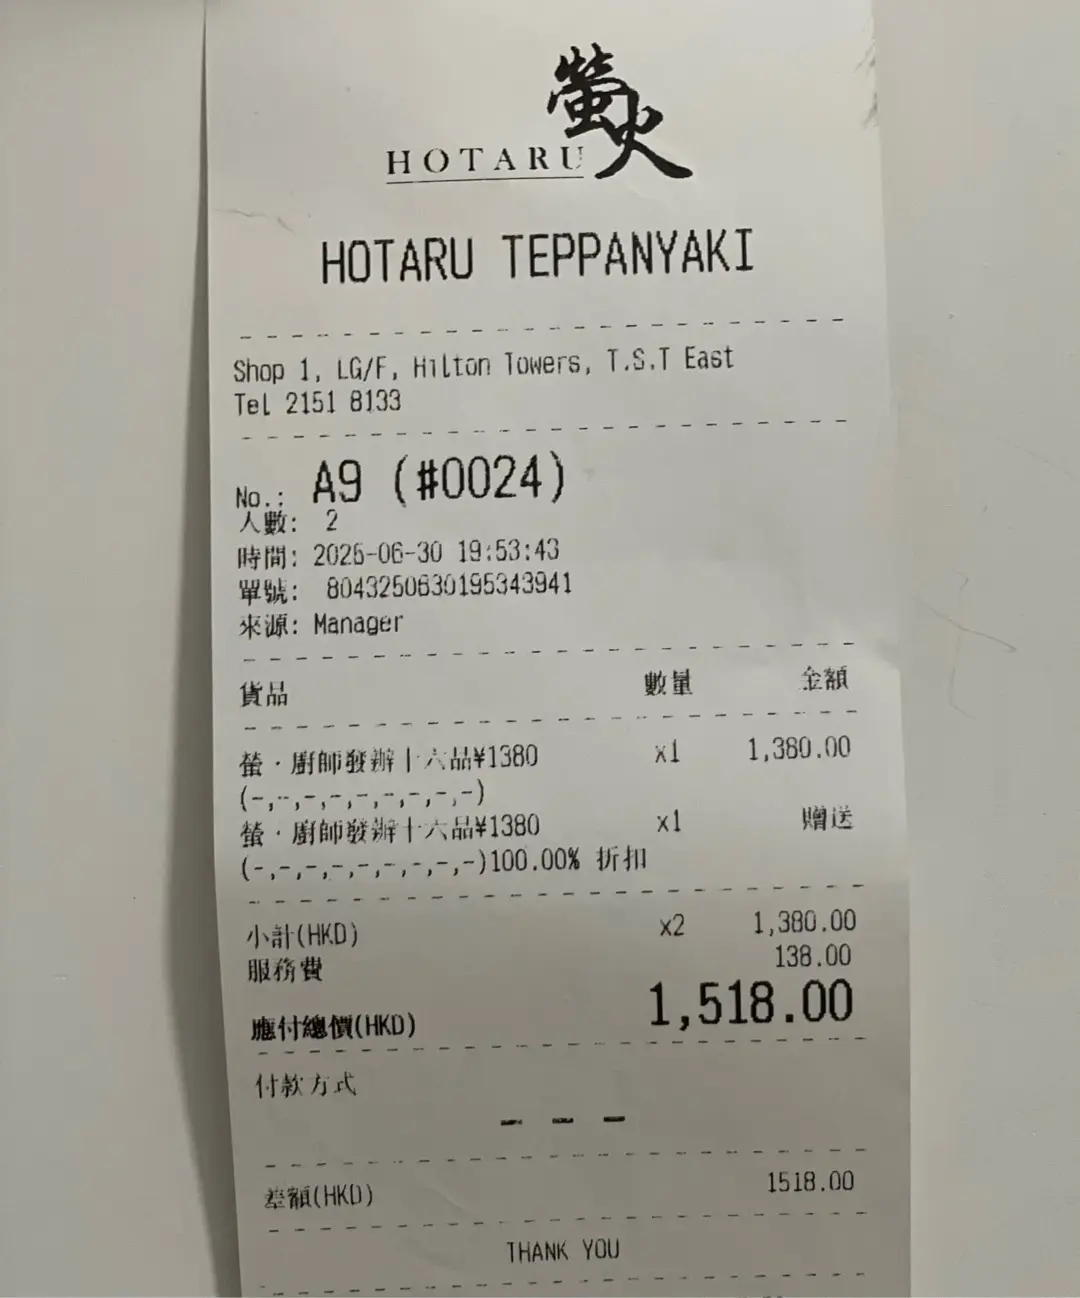 螢火
HOTARU
HOTARU TEPPANYAKI
Shop 1, LG/F, Hilton Towers, T.S.T East
Tel 2151 8133
No.: A9 (#0024)
人數: 2
時間: 2025-06-30 19:53:43
單號: 8043250630195343941
來源: Manager
貨品 數量 金額
螢·廚師發辦十六品¥1380 x1 1,380.00
(-,-,-,-,-,-,-,-,-)
螢·廚師發辦十六品¥1380 x1 贈送
(-,-,-,-,-,-,-,-,-)100.00% 折扣
小計(HKD) x2 1,380.00
服務費 138.00
應付總價(HKD) 1,518.00
付款方式
- - -
差額(HKD) 1518.00
THANK YOU